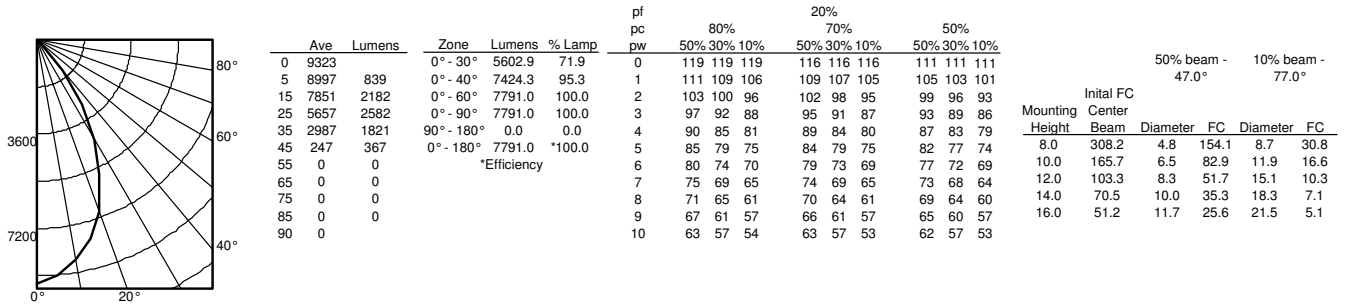 3600
7200
0°
20°
40°
60°
80°
Ave Lumens
0 9323
5 8997 839
15 7851 2182
25 5657 2582
35 2987 1821
45 247 367
55 0 0
65 0 0
75 0 0
85 0 0
90 0
Zone Lumens % Lamp
0° - 30° 5602.9 71.9
0° - 40° 7424.3 95.3
0° - 60° 7791.0 100.0
0° - 90° 7791.0 100.0
90° - 180° 0.0 0.0
0° - 180° 7791.0 *100.0
*Efficiency
pf 20%
pc 80% 70% 50%
pw 50% 30% 10% 50% 30% 10% 50% 30% 10%
0 119 119 119 116 116 116 111 111 111
1 111 109 106 109 107 105 105 103 101
2 103 100 96 102 98 95 99 96 93
3 97 92 88 95 91 87 93 89 86
4 90 85 81 89 84 80 87 83 79
5 85 79 75 84 79 75 82 77 74
6 80 74 70 79 73 69 77 72 69
7 75 69 65 74 69 65 73 68 64
8 71 65 61 70 64 61 69 64 60
9 67 61 57 66 61 57 65 60 57
10 63 57 54 63 57 53 62 57 53
50% beam - 10% beam -
47.0° 77.0°
Inital FC
Mounting Center
Height Beam Diameter FC Diameter FC
8.0 308.2 4.8 154.1 8.7 30.8
10.0 165.7 6.5 82.9 11.9 16.6
12.0 103.3 8.3 51.7 15.1 10.3
14.0 70.5 10.0 35.3 18.3 7.1
16.0 51.2 11.7 25.6 21.5 5.1